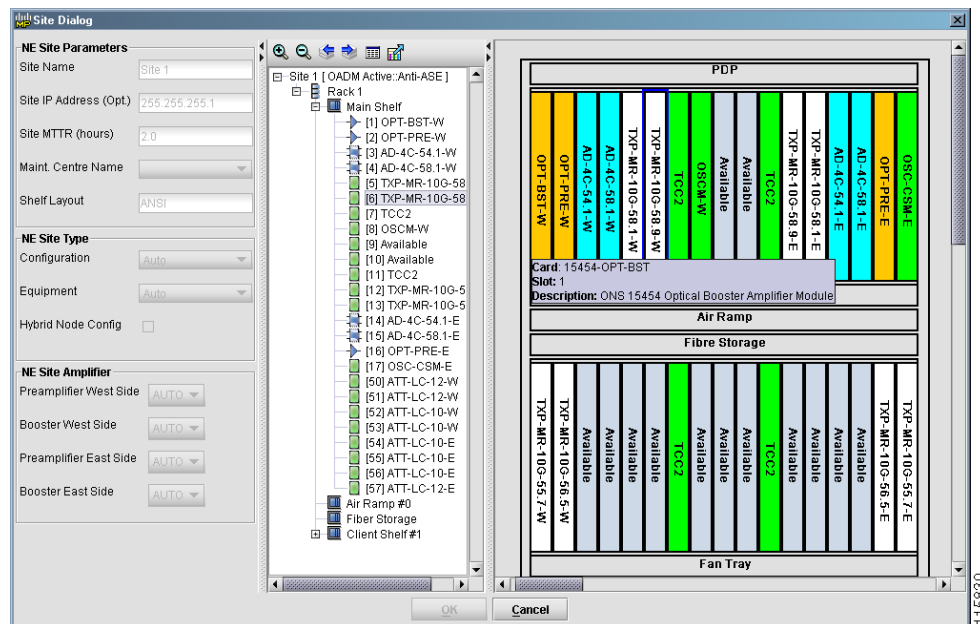 MP Site Dialog
NE Site Parameters
Site Name
Site 1
Site IP Address (Opt.)
255.255.255.1
Site MTTR (hours)
2.0
Maint. Centre Name
Shelf Layout
ANSI
NE Site Type
Configuration
Auto
Equipment
Auto
Hybrid Node Config
NE Site Amplifier
Preamplifier West Side
AUTO
Booster West Side
AUTO
Preamplifier East Side
AUTO
Booster East Side
AUTO
Site 1 [ OADM Active::Anti-ASE ]
Rack 1
Main Shelf
[1] OPT-BST-W
[2] OPT-PRE-W
[3] AD-4C-54.1-W
[4] AD-4C-58.1-W
[5] TXP-MR-10G-58
[6] TXP-MR-10G-58
[7] TCC2
[8] OSCM-W
[9] Available
[10] Available
[11] TCC2
[12] TXP-MR-10G-5
[13] TXP-MR-10G-5
[14] AD-4C-54.1-E
[15] AD-4C-58.1-E
[16] OPT-PRE-E
[17] OSC-CSM-E
[50] ATT-LC-12-W
[51] ATT-LC-12-W
[52] ATT-LC-10-W
[53] ATT-LC-10-W
[54] ATT-LC-10-E
[55] ATT-LC-10-E
[56] ATT-LC-10-E
[57] ATT-LC-12-E
Air Ramp #0
Fiber Storage
Client Shelf#1
PDP
OPT-BST-W
OPT-PRE-W
AD-4C-54.1-W
AD-4C-58.1-W
TXP-MR-10G-58.1-W
TXP-MR-10G-58.9-W
TCC2
OSCM-W
Available
Available
TCC2
TXP-MR-10G-58.9-E
TXP-MR-10G-58.1-E
AD-4C-54.1-E
AD-4C-58.1-E
OPT-PRE-E
OSC-CSM-E
Card: 15454-OPT-BST
Slot: 1
Description: ONS 15454 Optical Booster Amplifier Module
Air Ramp
Fibre Storage
TXP-MR-10G-55.7-W
TXP-MR-10G-56.5-W
Available
Available
Available
Available
TCC2
Available
Available
Available
TCC2
Available
Available
Available
Available
TXP-MR-10G-56.5-E
TXP-MR-10G-55.7-E
Fan Tray
OK
Cancel